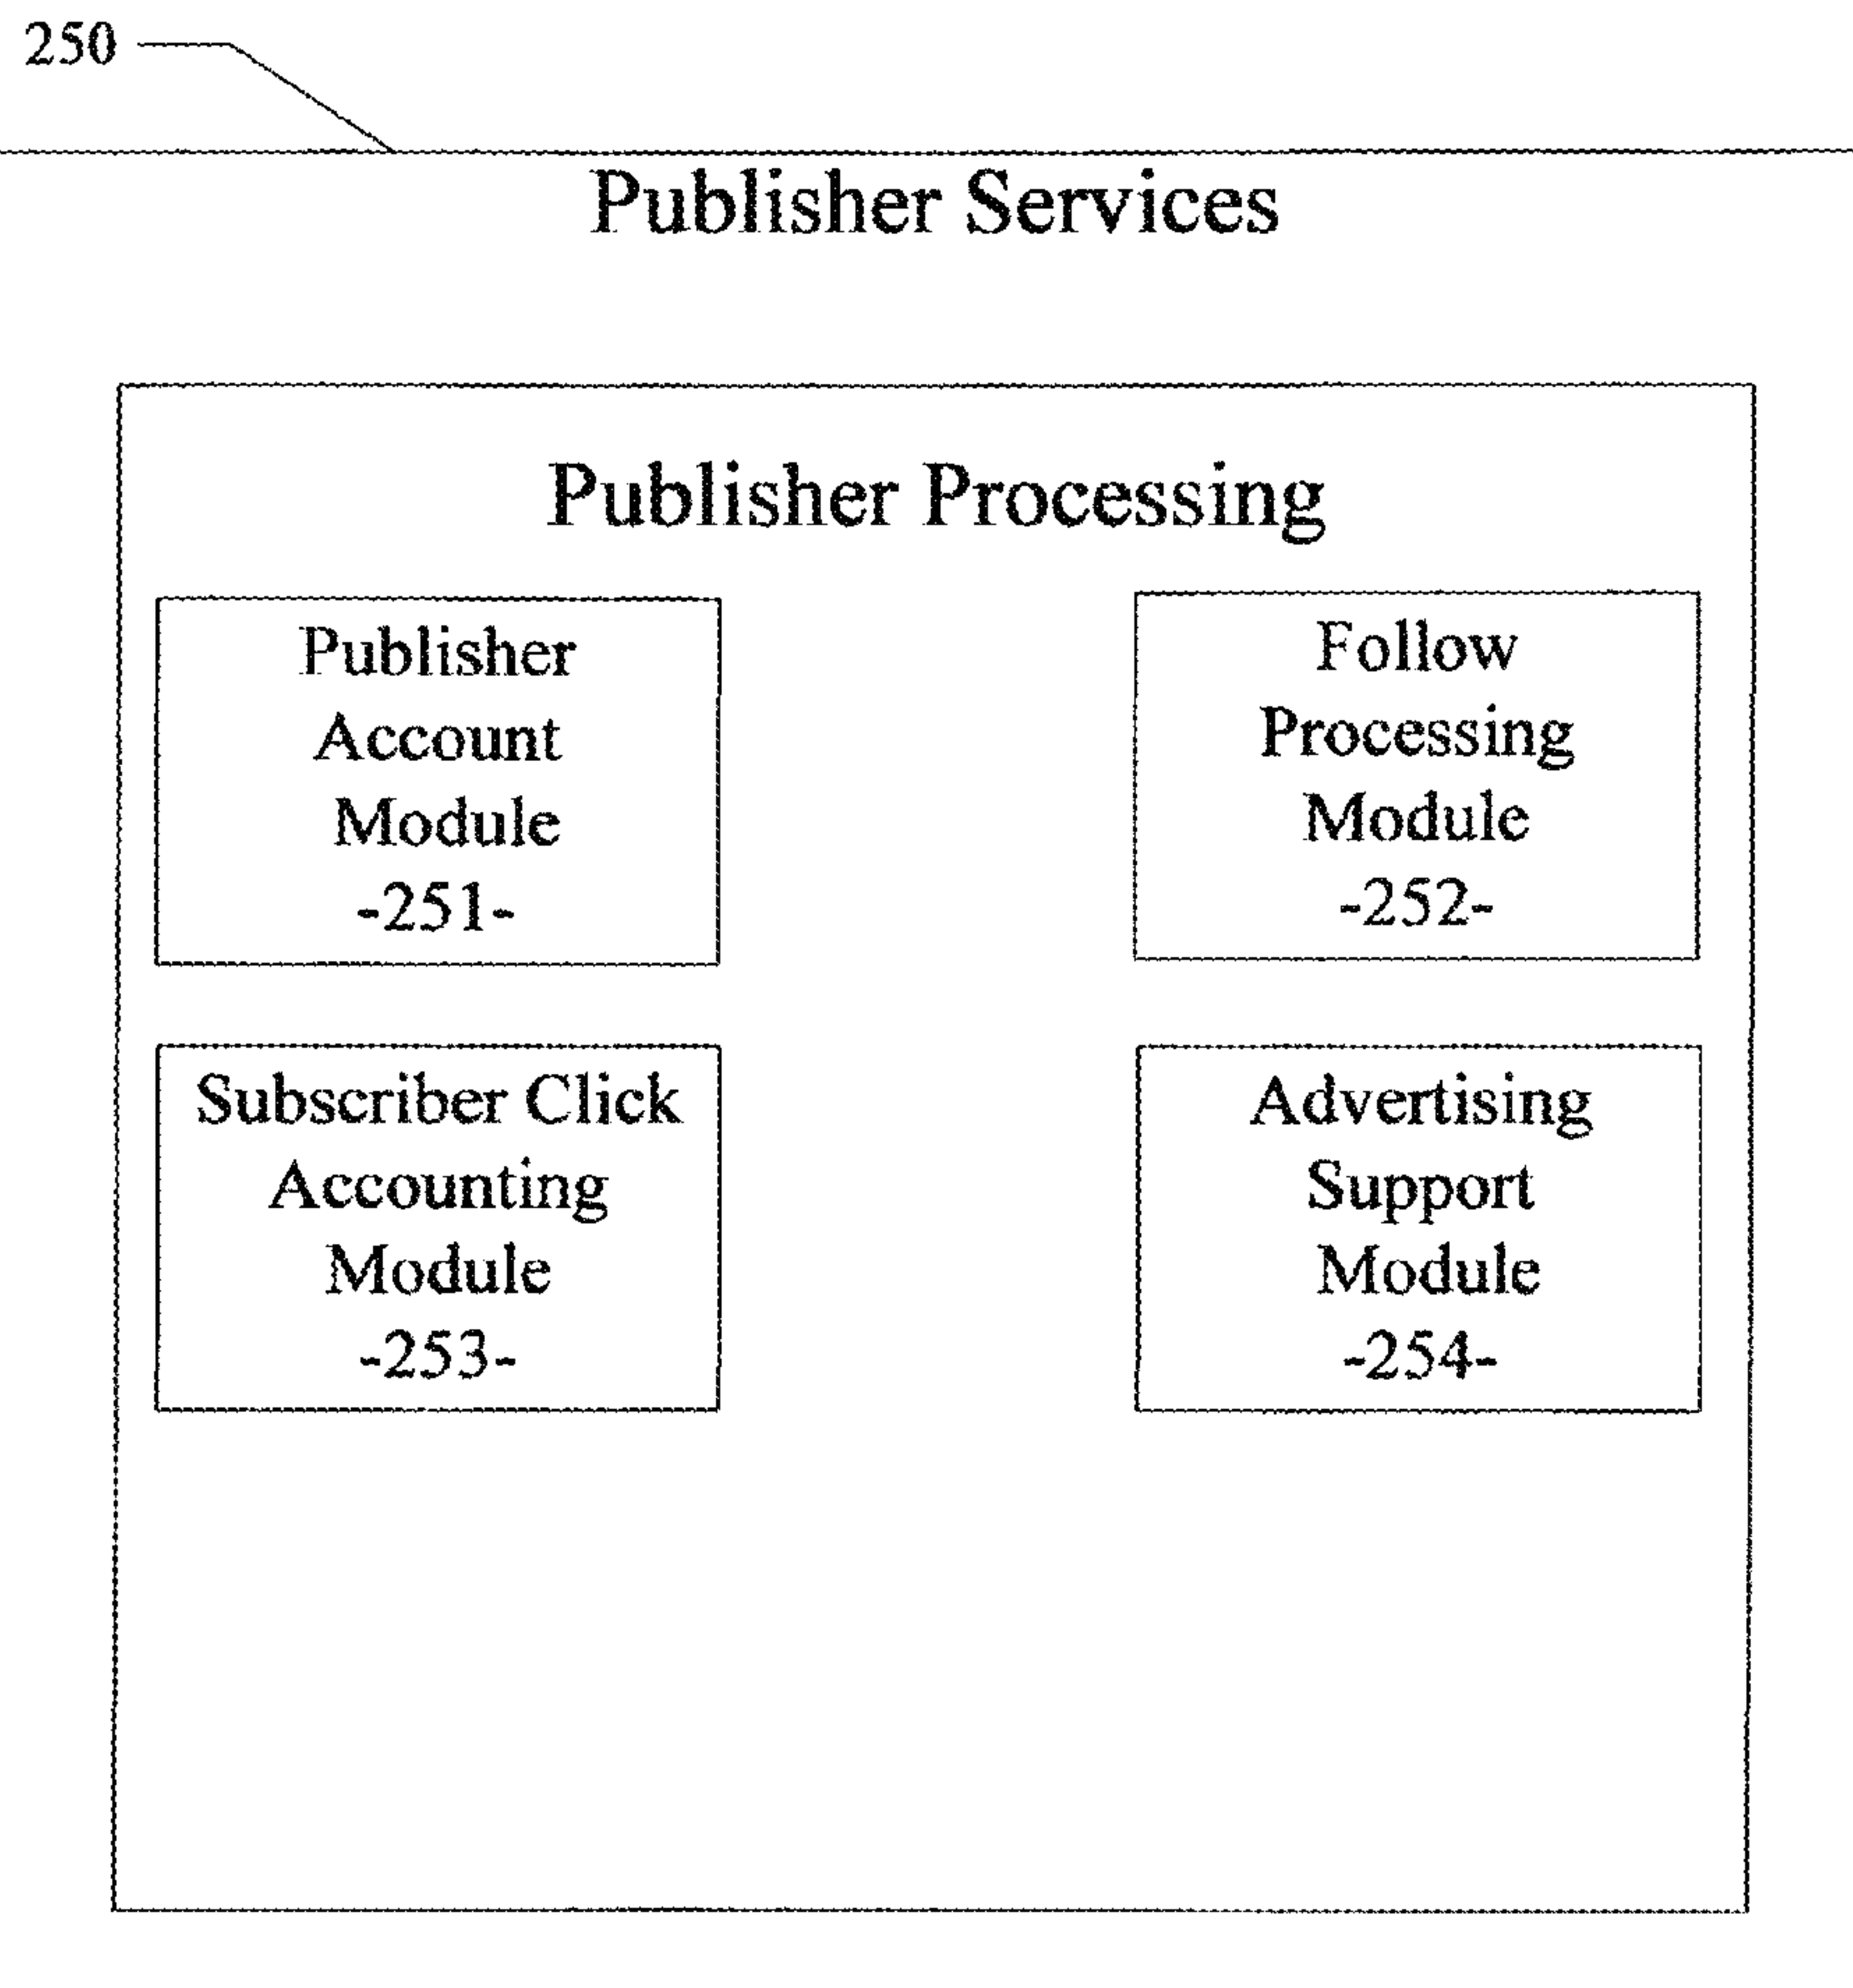 250
Publisher Services
Publisher Processing
Publisher
Account
Module
-251-
Follow
Processing
Module
-252-
Subscriber Click
Accounting
Module
-253-
Advertising
Support
Module
-254-